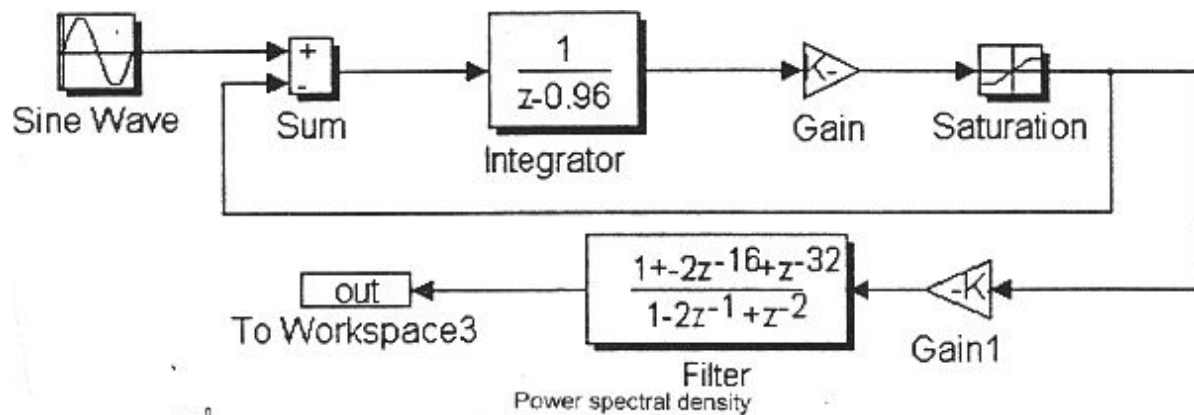 +
-
1
z-0.96
K-
Sine Wave
Sum
Integrator
Gain
Saturation
out
To Workspace3
1+-2z^-16+z^-32
1-2z^-1+z^-2
-K
Gain1
Filter
Power spectral density